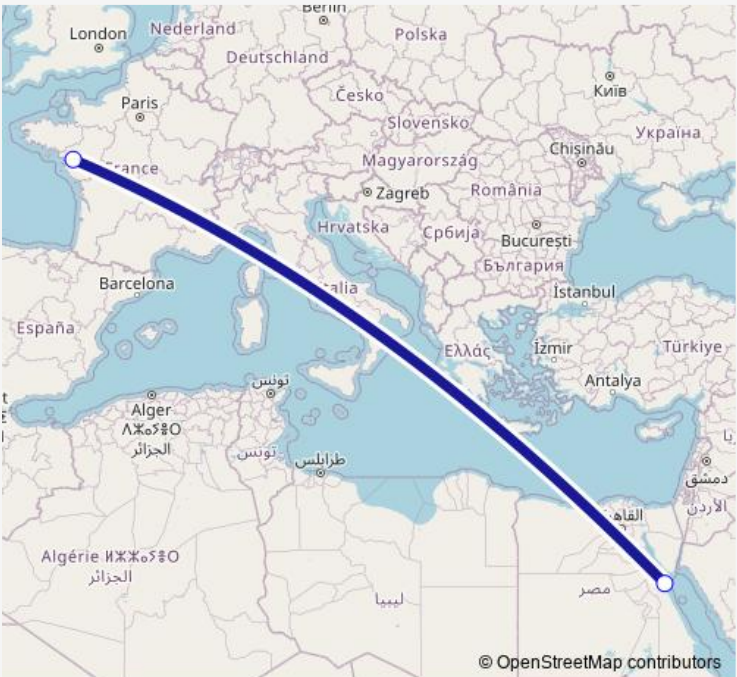 Berlin
London
Nederland
Polska
Deutschland
Київ
Paris
Česko
Slovensko
Україна
Chișinău
France
Magyarország
Zagreb
România
Hrvatska
Србија
București
България
Barcelona
Italia
İstanbul
España
Ελλάς
İzmir
Türkiye
تونس
Antalya
Alger
ⴷⵣⴰⵢⴻⵔ
الجزائر
تونس
طرابلس
دمشق
القاهرة
الأردن
Algérie ⵍⵣⵣⴰⵢⴻⵔ
الجزائر
ليبيا
مصر
© OpenStreetMap contributors